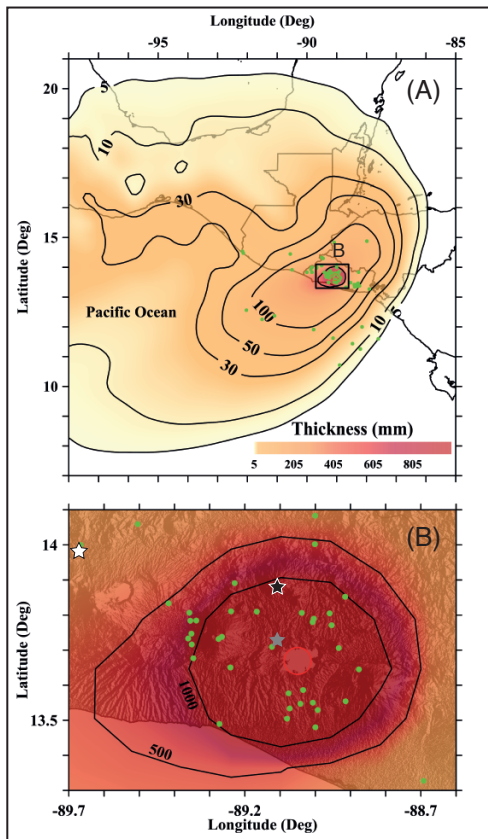 Longitude (Deg)
-95
-90
-85
(A)
20
5
10
30
15
B
Latitude (Deg)
Pacific Ocean
100
50
30
10
5
10
Thickness (mm)
5 205 405 605 805
(B)
14
Latitude (Deg)
1000
13.5
500
-89.7
-89.2
-88.7
Longitude (Deg)